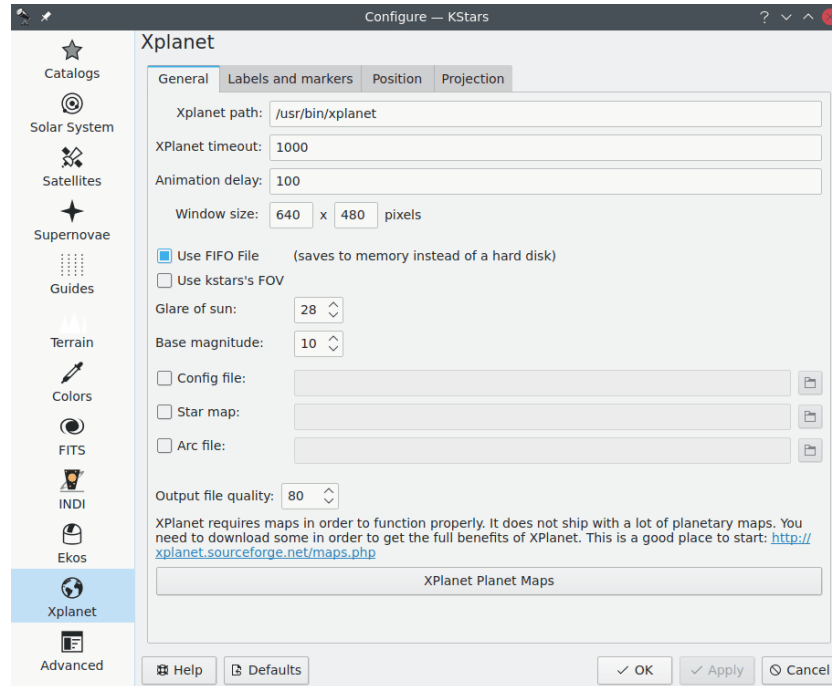 Configure — KStars
Catalogs
Solar System
Satellites
Supernovae
Guides
Terrain
Colors
FITS
INDI
Ekos
Xplanet
Advanced
Xplanet
General Labels and markers Position Projection
Xplanet path: /usr/bin/xplanet
XPlanet timeout: 1000
Animation delay: 100
Window size: 640 x 480 pixels
Use FIFO File (saves to memory instead of a hard disk)
Use kstars's FOV
Glare of sun: 28
Base magnitude: 10
Config file:
Star map:
Arc file:
Output file quality: 80
XPlanet requires maps in order to function properly. It does not ship with a lot of planetary maps. You
need to download some in order to get the full benefits of XPlanet. This is a good place to start: http://
xplanet.sourceforge.net/maps.php
XPlanet Planet Maps
Help Defaults OK Apply Cancel